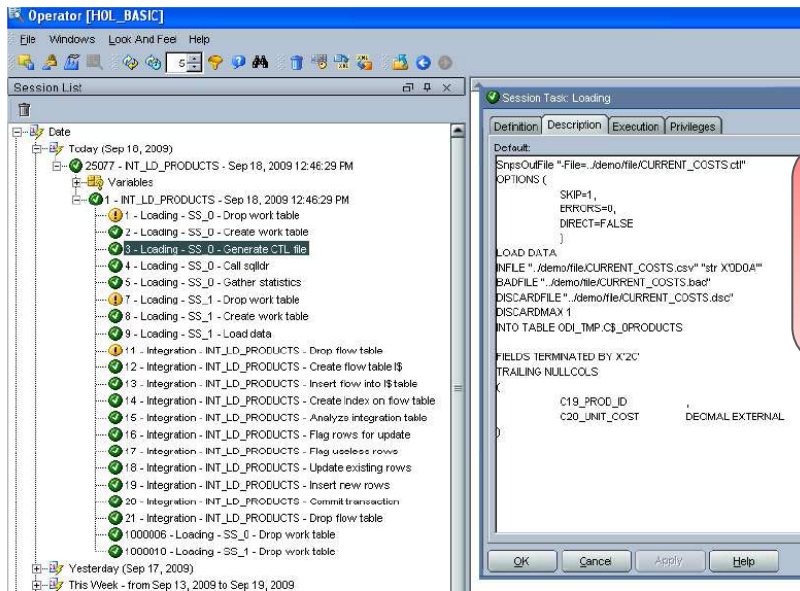 Operator [HOL_BASIC]
File Windows Look And Feel Help
5
Session List
Date
Today (Sep 18, 2009)
25077 - INT_LD_PRODUCTS - Sep 18, 2009 12:46:29 PM
Variables
1 - INT_LD_PRODUCTS - Sep 18, 2009 12:46:29 PM
1 - Loading - SS_0 - Drop work table
2 - Loading - SS_0 - Create work table
3 - Loading - SS_0 - Generate CTL file
4 - Loading - SS_0 - Call sqlldr
5 - Loading - SS_0 - Gather statistics
7 - Loading - SS_1 - Drop work table
8 - Loading - SS_1 - Create work table
9 - Loading - SS_1 - Load data
11 - Integration - INT_LD_PRODUCTS - Drop flow table
12 - Integration - INT_LD_PRODUCTS - Create flow table I$
13 - Integration - INT_LD_PRODUCTS - Insert flow into I$ table
14 - Integration - INT_LD_PRODUCTS - Create Index on flow table
15 - Integration - INT_LD_PRODUCTS - Analyze integration table
16 - Integration - INT_LD_PRODUCTS - Flag rows for update
17 - Integration - INT_LD_PRODUCTS - Flag useless rows
18 - Integration - INT_LD_PRODUCTS - Update existing rows
19 - Integration - INT_LD_PRODUCTS - Insert new rows
20 - Integration - INT_LD_PRODUCTS - Commit transaction
21 - Integration - INT_LD_PRODUCTS - Drop flow table
1000006 - Loading - SS_0 - Drop work table
1000010 - Loading - SS_1 - Drop work table
Yesterday (Sep 17, 2009)
This Week - from Sep 13, 2009 to Sep 19, 2009
Session Task: Loading
Definition Description Execution Privileges
Default:
SnpsOutFile "-File=../demo/file/CURRENT_COSTS.ctl"
OPTIONS (
SKIP=1,
ERRORS=0,
DIRECT=FALSE
)
LOAD DATA
INFILE "../demo/file/CURRENT_COSTS.csv" "str X'0D0A'"
BADFILE "../demo/file/CURRENT_COSTS.bad"
DISCARDFILE "../demo/file/CURRENT_COSTS.dsc"
DISCARDMAX 1
INTO TABLE ODI_TMP.C$_0PRODUCTS
FIELDS TERMINATED BY X'2C'
TRAILING NULLCOLS
(
C19_PROD_ID ,
C20_UNIT_COST DECIMAL EXTERNAL
)
OK Cancel Apply Help